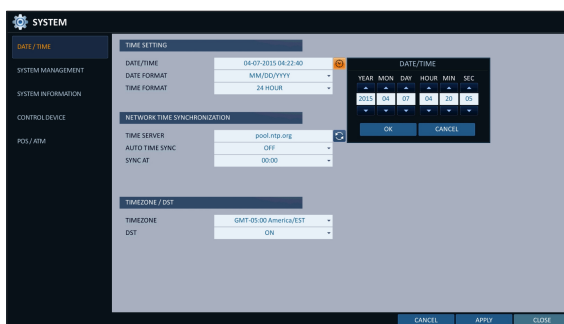 SYSTEM
DATE / TIME
SYSTEM MANAGEMENT
SYSTEM INFORMATION
CONTROL DEVICE
POS / ATM
TIME SETTING
DATE/TIME 04-07-2015 04:22:40
DATE FORMAT MM/DD/YYYY
TIME FORMAT 24 HOUR
NETWORK TIME SYNCHRONIZATION
TIME SERVER pool.ntp.org
AUTO TIME SYNC OFF
SYNC AT 00:00
TIMEZONE / DST
TIMEZONE GMT-05:00 America/EST
DST ON
DATE/TIME
YEAR MON DAY HOUR MIN SEC
2015 04 07 04 20 05
OK CANCEL
CANCEL APPLY CLOSE